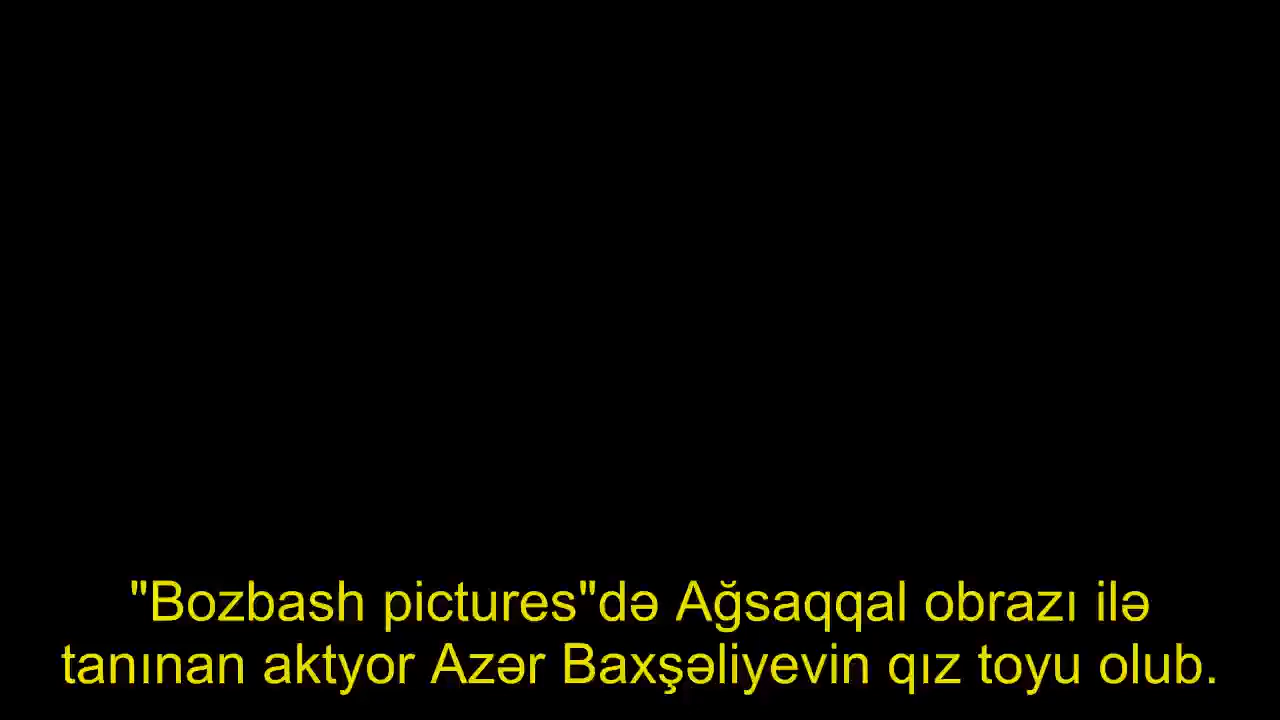 "Bozbash pictures"də Ağsaqqal obrazı ilə
tanınan aktyor Azər Baxşəliyevin qız toyu olub.